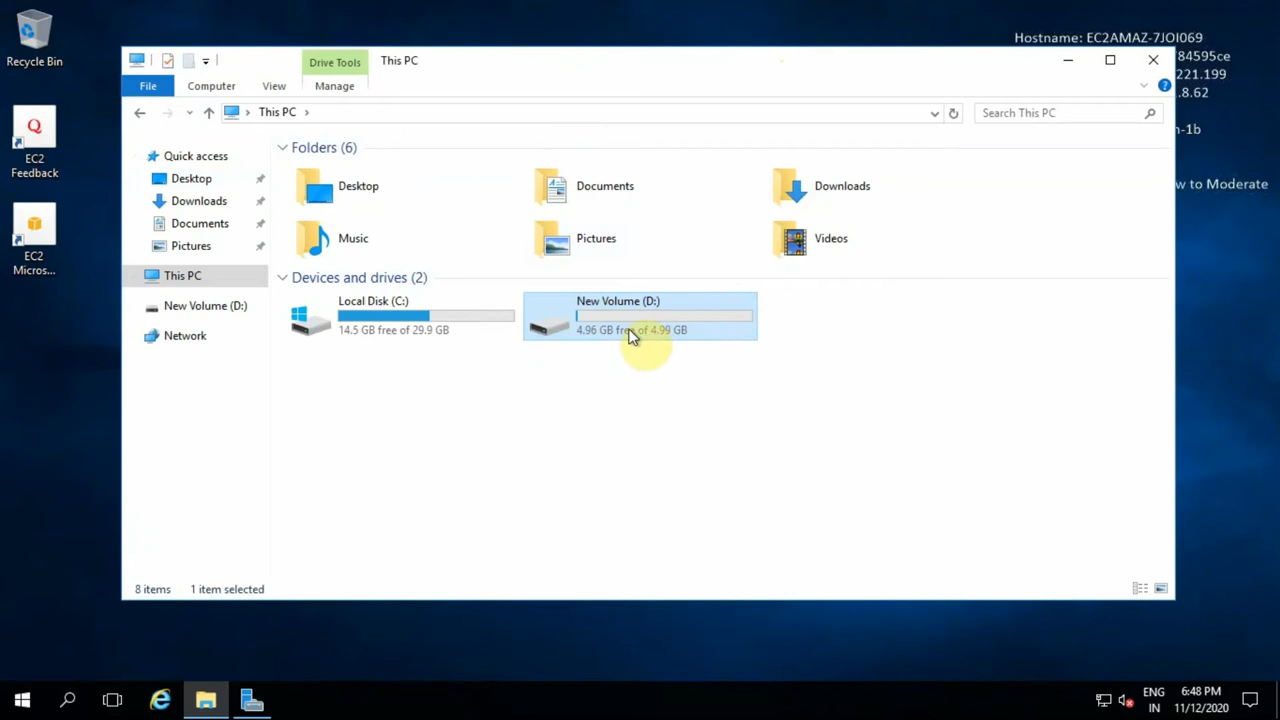 Recycle Bin
EC2
Feedback
EC2
Micros...
Hostname: EC2AMAZ-7JOI069
84595ce
221.199
.8.62
n-1b
w to Moderate
Drive Tools
This PC
File
Computer
View
Manage
This PC
Search This PC
Quick access
Desktop
Downloads
Documents
Pictures
This PC
New Volume (D:)
Network
Folders (6)
Desktop
Documents
Downloads
Music
Pictures
Videos
Devices and drives (2)
Local Disk (C:)
14.5 GB free of 29.9 GB
New Volume (D:)
4.96 GB free of 4.99 GB
8 items
1 item selected
ENG
IN
6:48 PM
11/12/2020